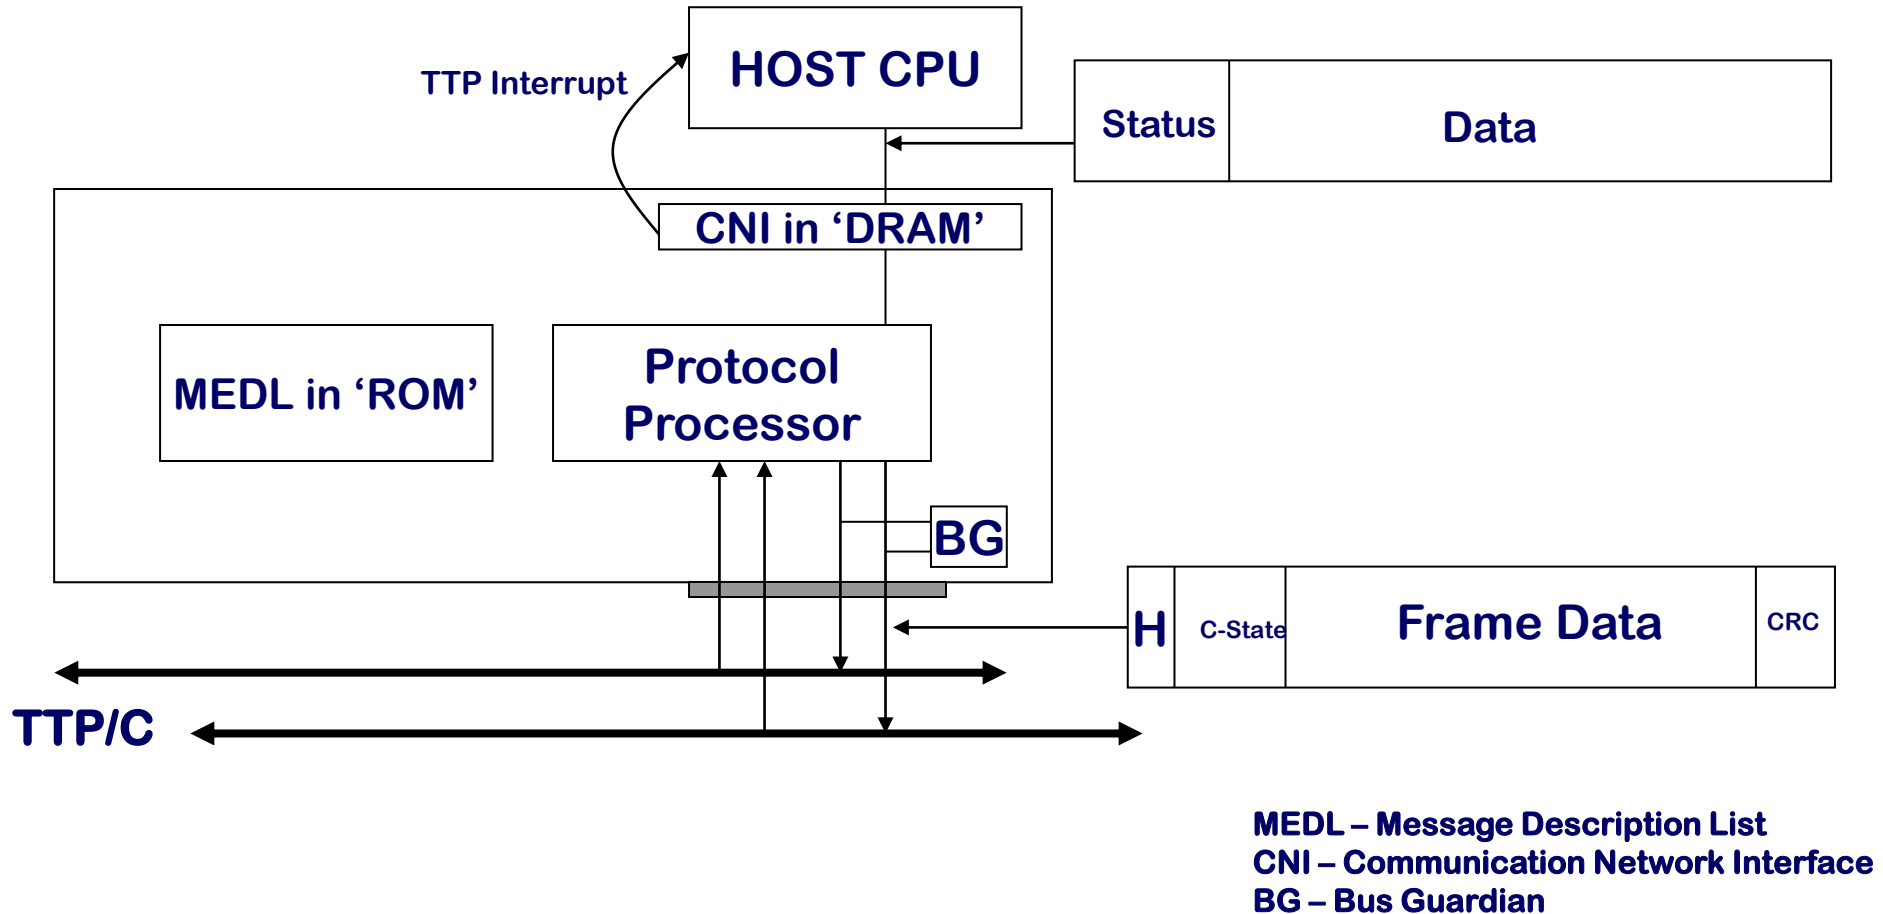 HOST CPU
TTP Interrupt
Status
Data
CNI in ‘DRAM’
MEDL in ‘ROM’
Protocol
Processor
BG
H
C-State
Frame Data
CRC
TTP/C
MEDL – Message Description List
CNI – Communication Network Interface
BG – Bus Guardian